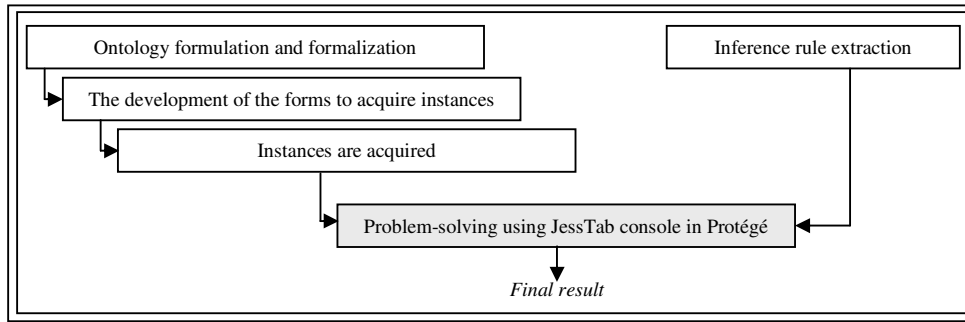 Ontology formulation and formalization
Inference rule extraction
The development of the forms to acquire instances
Instances are acquired
Problem-solving using JessTab console in Protégé
Final result